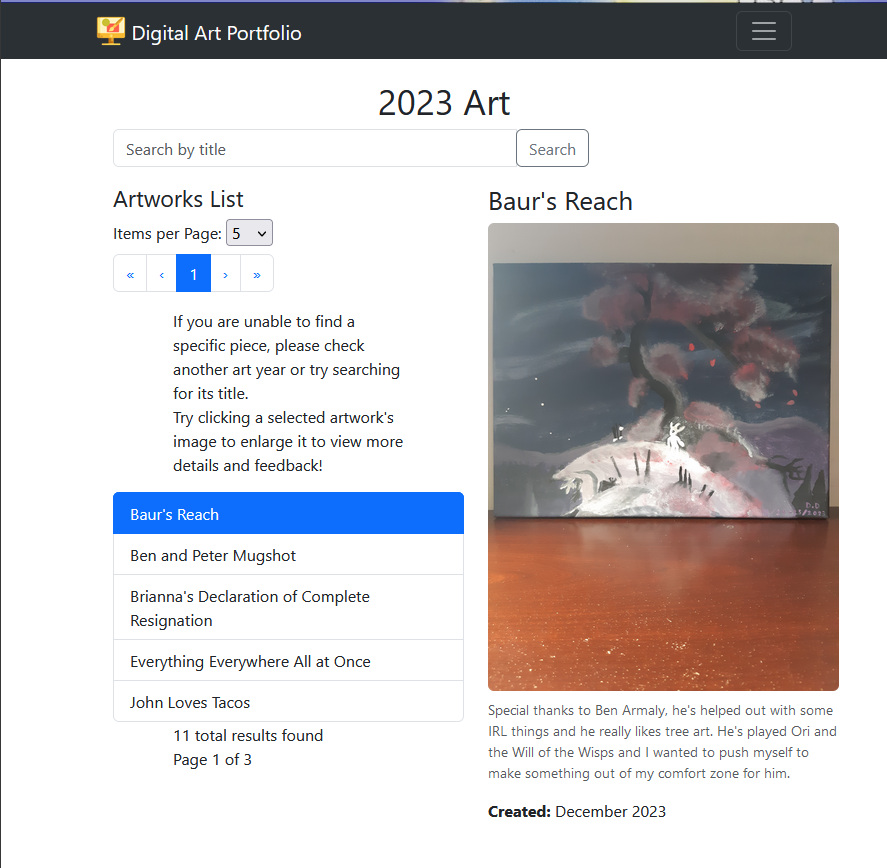 Digital Art Portfolio
2023 Art
Search by title
Search
Artworks List
Items per Page: 5
« ‹ 1 › »
If you are unable to find a
specific piece, please check
another art year or try searching
for its title.
Try clicking a selected artwork's
image to enlarge it to view more
details and feedback!
Baur's Reach
Ben and Peter Mugshot
Brianna's Declaration of Complete
Resignation
Everything Everywhere All at Once
John Loves Tacos
11 total results found
Page 1 of 3
Baur's Reach
D.D
Special thanks to Ben Armaly, he's helped out with some
IRL things and he really likes tree art. He's played Ori and
the Will of the Wisps and I wanted to push myself to
make something out of my comfort zone for him.
Created: December 2023